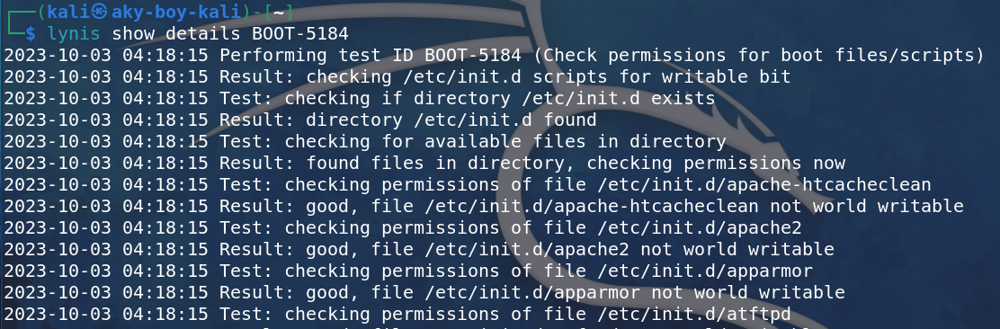 ┌──(kali㉿aky-boy-kali)-[~]
└─$ lynis show details BOOT-5184
2023-10-03 04:18:15 Performing test ID BOOT-5184 (Check permissions for boot files/scripts)
2023-10-03 04:18:15 Result: checking /etc/init.d scripts for writable bit
2023-10-03 04:18:15 Test: checking if directory /etc/init.d exists
2023-10-03 04:18:15 Result: directory /etc/init.d found
2023-10-03 04:18:15 Test: checking for available files in directory
2023-10-03 04:18:15 Result: found files in directory, checking permissions now
2023-10-03 04:18:15 Test: checking permissions of file /etc/init.d/apache-htcacheclean
2023-10-03 04:18:15 Result: good, file /etc/init.d/apache-htcacheclean not world writable
2023-10-03 04:18:15 Test: checking permissions of file /etc/init.d/apache2
2023-10-03 04:18:15 Result: good, file /etc/init.d/apache2 not world writable
2023-10-03 04:18:15 Test: checking permissions of file /etc/init.d/apparmor
2023-10-03 04:18:15 Result: good, file /etc/init.d/apparmor not world writable
2023-10-03 04:18:15 Test: checking permissions of file /etc/init.d/atftpd